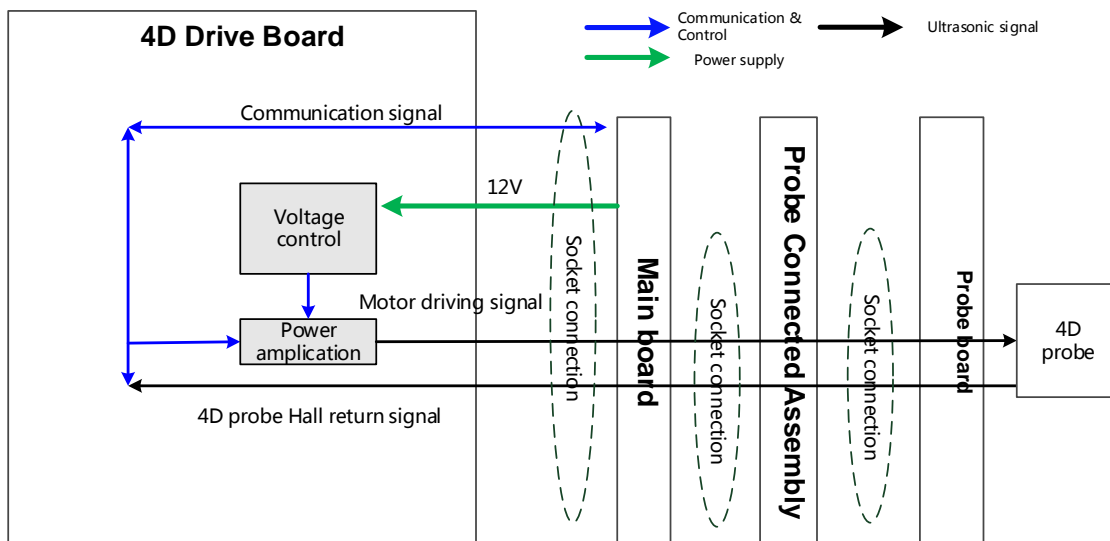 4D Drive Board
Communication &
Control
Ultrasonic signal
Power supply
Communication signal
12V
Voltage
control
Motor driving signal
Power
amplication
4D probe Hall return signal
Socket connection
Main board
Socket connection
Probe Connected Assembly
Socket connection
Probe board
4D
probe